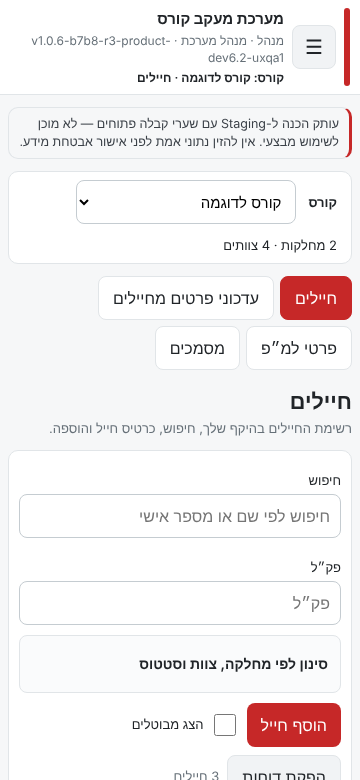 מערכת מעקב קורס
מנהל · מנהל מערכת · v1.0.6-b7b8-r3-product-
dev6.2-uxqa1
קורס: קורס לדוגמה · חיילים
☰
עותק הכנה ל-Staging עם שערי קבלה פתוחים — לא מוכן
לשימוש מבצעי. אין להזין נתוני אמת לפני אישור אבטחת מידע.
קורס
קורס לדוגמה
2 מחלקות · 4 צוותים
חיילים
עדכוני פרטים מחיילים
פרטי למ״פ
מסמכים
חיילים
רשימת החיילים בהיקף שלך, חיפוש, כרטיס חייל והוספה.
חיפוש
חיפוש לפי שם או מספר אישי
פק״ל
פק״ל
סינון לפי מחלקה, צוות וסטטוס
הוסף חייל
הצג מבוטלים
הפקת דוחות
3 חיילים